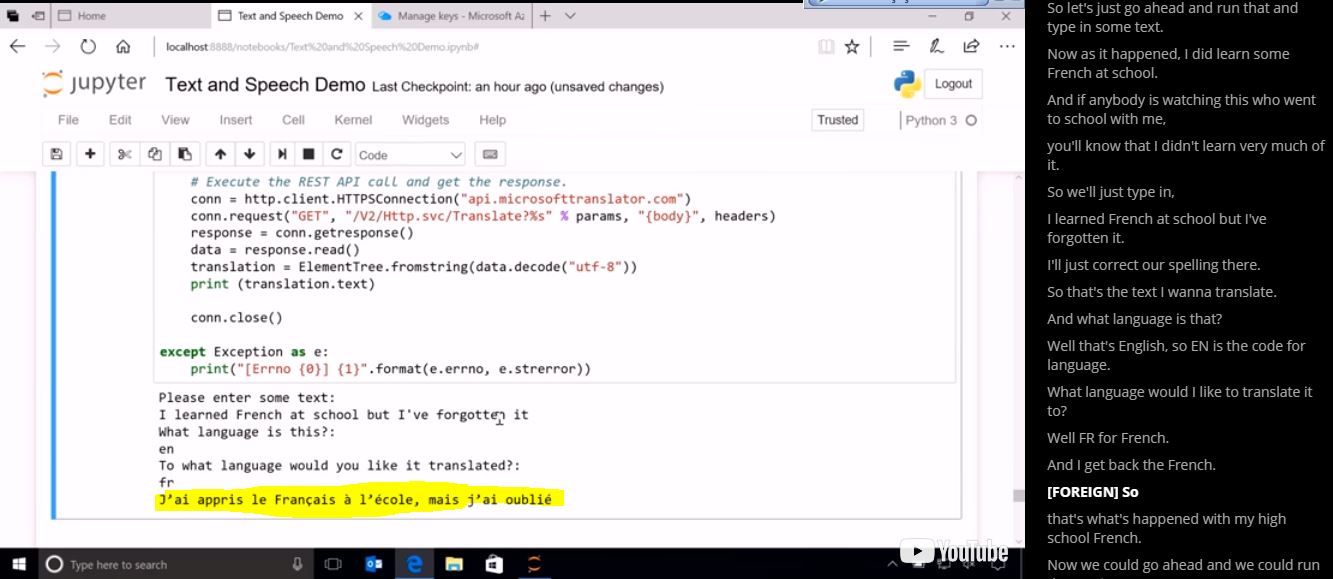 Home
Text and Speech Demo
Manage keys - Microsoft Az
localhost:8888/notebooks/Text%20and%20Speech%20Demo.ipynb#
jupyter Text and Speech Demo Last Checkpoint: an hour ago (unsaved changes)
Logout
File Edit View Insert Cell Kernel Widgets Help
Trusted
Python 3
Code
# Execute the REST API call and get the response.
conn = http.client.HTTPSConnection("api.microsofttranslator.com")
conn.request("GET", "/V2/Http.svc/Translate?%s" % params, "{body}", headers)
response = conn.getresponse()
data = response.read()
translation = ElementTree.fromstring(data.decode("utf-8"))
print (translation.text)
conn.close()
except Exception as e:
print("[Errno {0}] {1}".format(e.errno, e.strerror))
Please enter some text:
I learned French at school but I've forgotten it
What language is this?:
en
To what language would you like it translated?:
fr
J'ai appris le Français à l'école, mais j'ai oublié
Type here to search
YouTube
So let's just go ahead and run that and
type in some text.
Now as it happened, I did learn some
French at school.
And if anybody is watching this who went
to school with me,
you'll know that I didn't learn very much of
it.
So we'll just type in,
I learned French at school but I've
forgotten it.
I'll just correct our spelling there.
So that's the text I wanna translate.
And what language is that?
Well that's English, so EN is the code for
language.
What language would I like to translate it
to?
Well FR for French.
And I get back the French.
[FOREIGN] So
that's what's happened with my high
school French.
Now we could go ahead and we could run